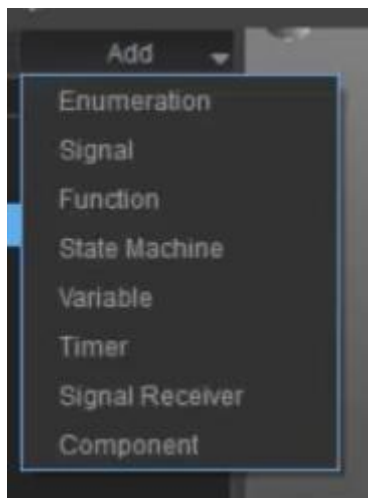 Add
Enumeration
Signal
Function
State Machine
Variable
Timer
Signal Receiver
Component